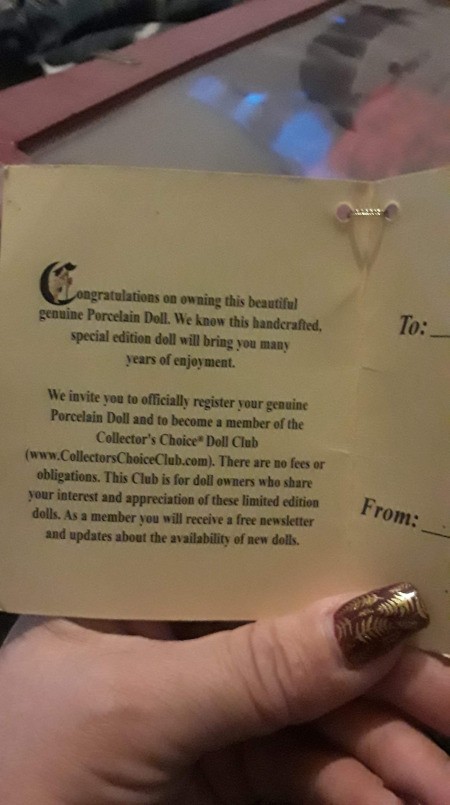 Congratulations on owning this beautiful
genuine Porcelain Doll. We know this handcrafted,
special edition doll will bring you many
years of enjoyment.
We invite you to officially register your genuine
Porcelain Doll and to become a member of the
Collector's Choice® Doll Club
(www.CollectorsChoiceClub.com). There are no fees or
obligations. This Club is for doll owners who share
your interest and appreciation of these limited edition
dolls. As a member you will receive a free newsletter
and updates about the availability of new dolls.
To:
From: